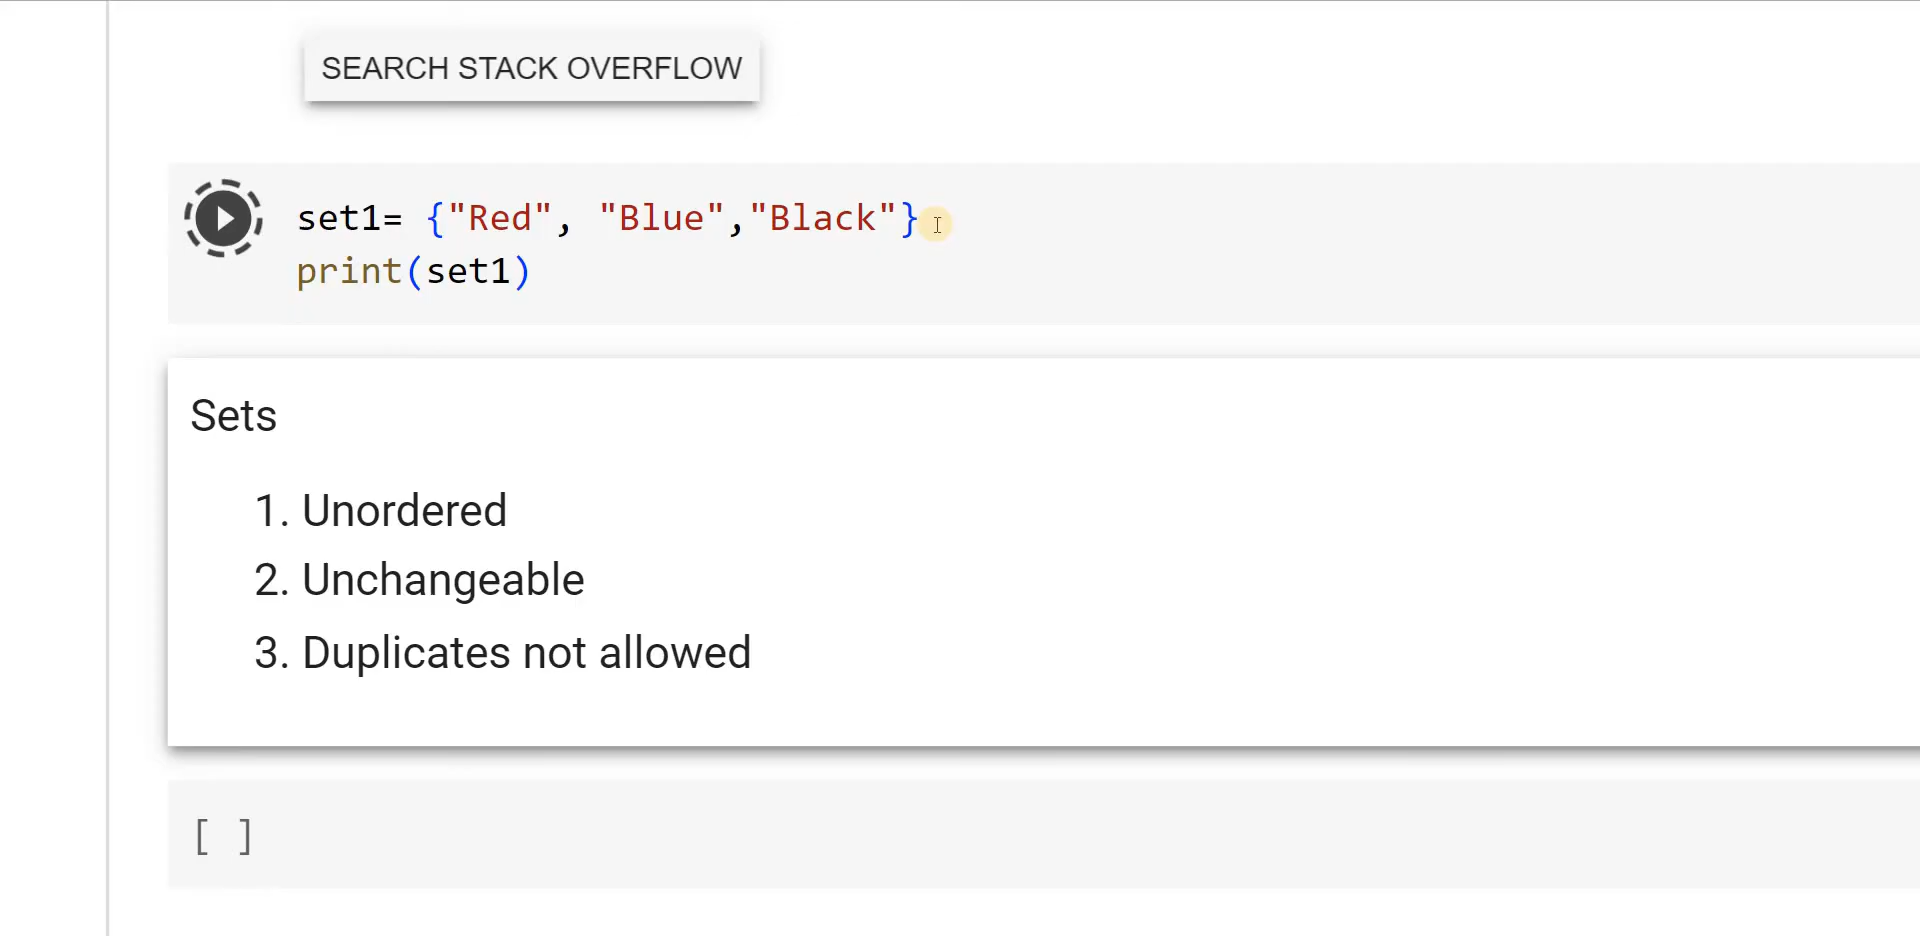 SEARCH STACK OVERFLOW
set1= {"Red", "Blue","Black"}
print(set1)
Sets
1. Unordered
2. Unchangeable
3. Duplicates not allowed
[ ]